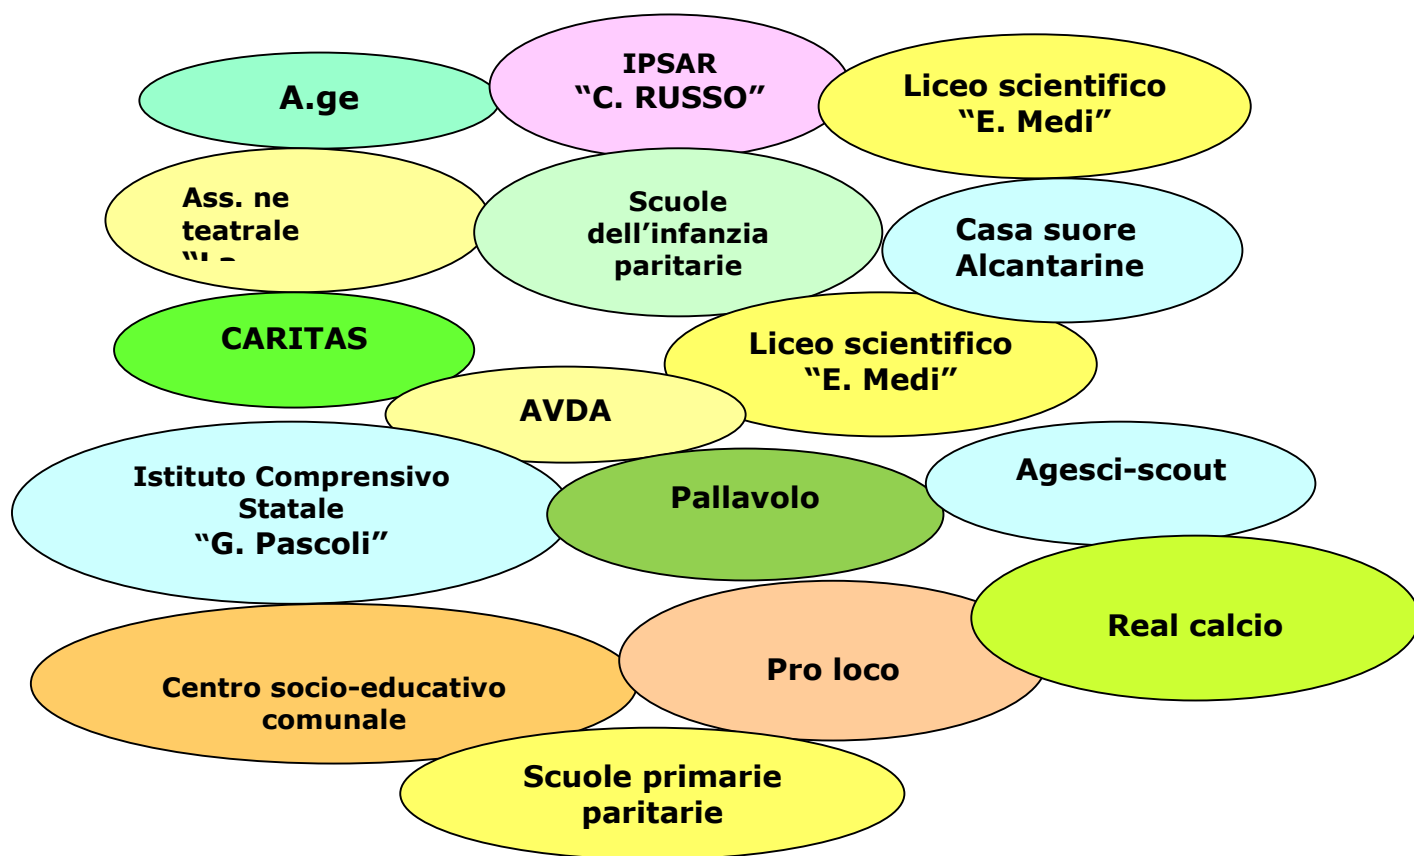 A.ge
IPSAR
“C. RUSSO”
Liceo scientifico
“E. Medi”
Ass. ne
teatrale
Scuole
dell’infanzia
paritarie
Casa suore
Alcantarine
CARITAS
Liceo scientifico
“E. Medi”
AVDA
Istituto Comprensivo
Statale
“G. Pascoli”
Pallavolo
Agesci-scout
Real calcio
Centro socio-educativo
comunale
Pro loco
Scuole primarie
paritarie